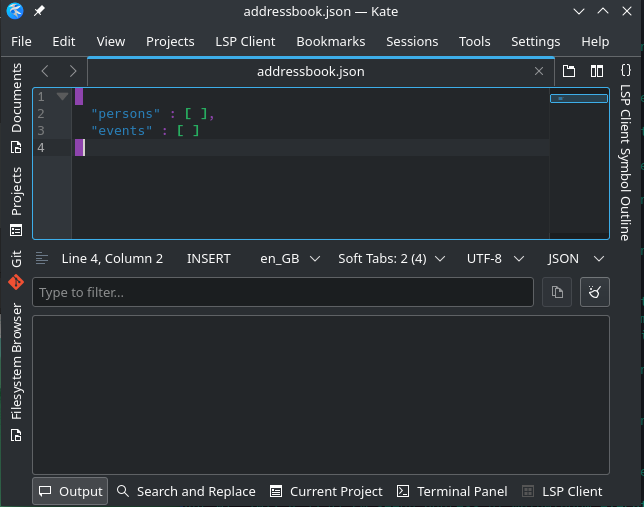 addressbook.json — Kate
File Edit View Projects LSP Client Bookmarks Sessions Tools Settings Help
addressbook.json
1
2 "persons" : [ ],
3 "events" : [ ]
4
Documents
Projects
Git
Filesystem Browser
{} LSP Client Symbol Outline
Line 4, Column 2 INSERT en_GB Soft Tabs: 2 (4) UTF-8 JSON
Type to filter...
Output Search and Replace Current Project Terminal Panel LSP Client